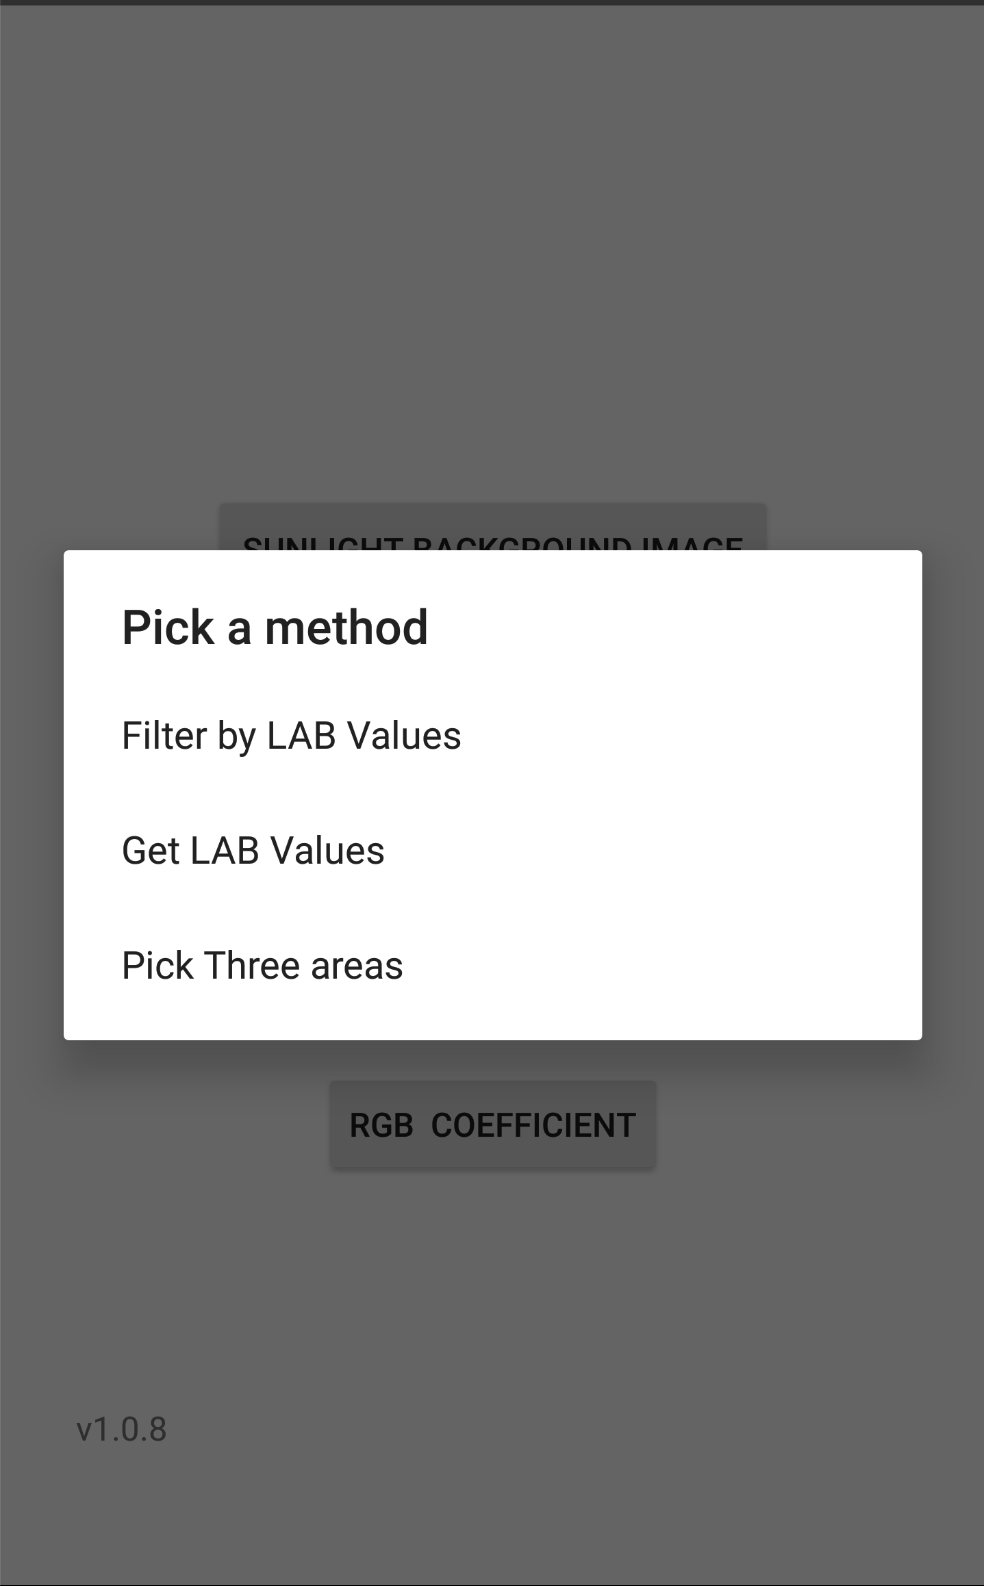 SUNLIGHT BACKGROUND IMAGE
Pick a method
Filter by LAB Values
Get LAB Values
Pick Three areas
RGB  COEFFICIENT
v1.0.8